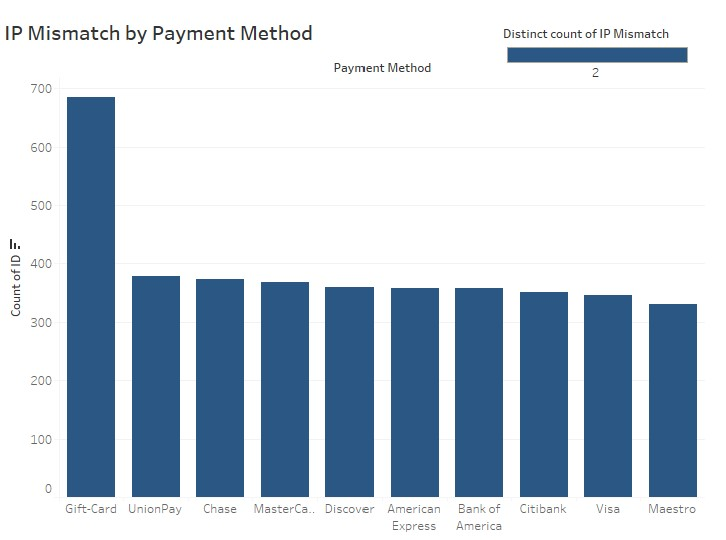 IP Mismatch by Payment Method
Distinct count of IP Mismatch
2
Payment Method
700
600
500
400
300
200
100
0
Count of ID
Gift-Card
UnionPay
Chase
MasterCa..
Discover
American
Express
Bank of
America
Citibank
Visa
Maestro